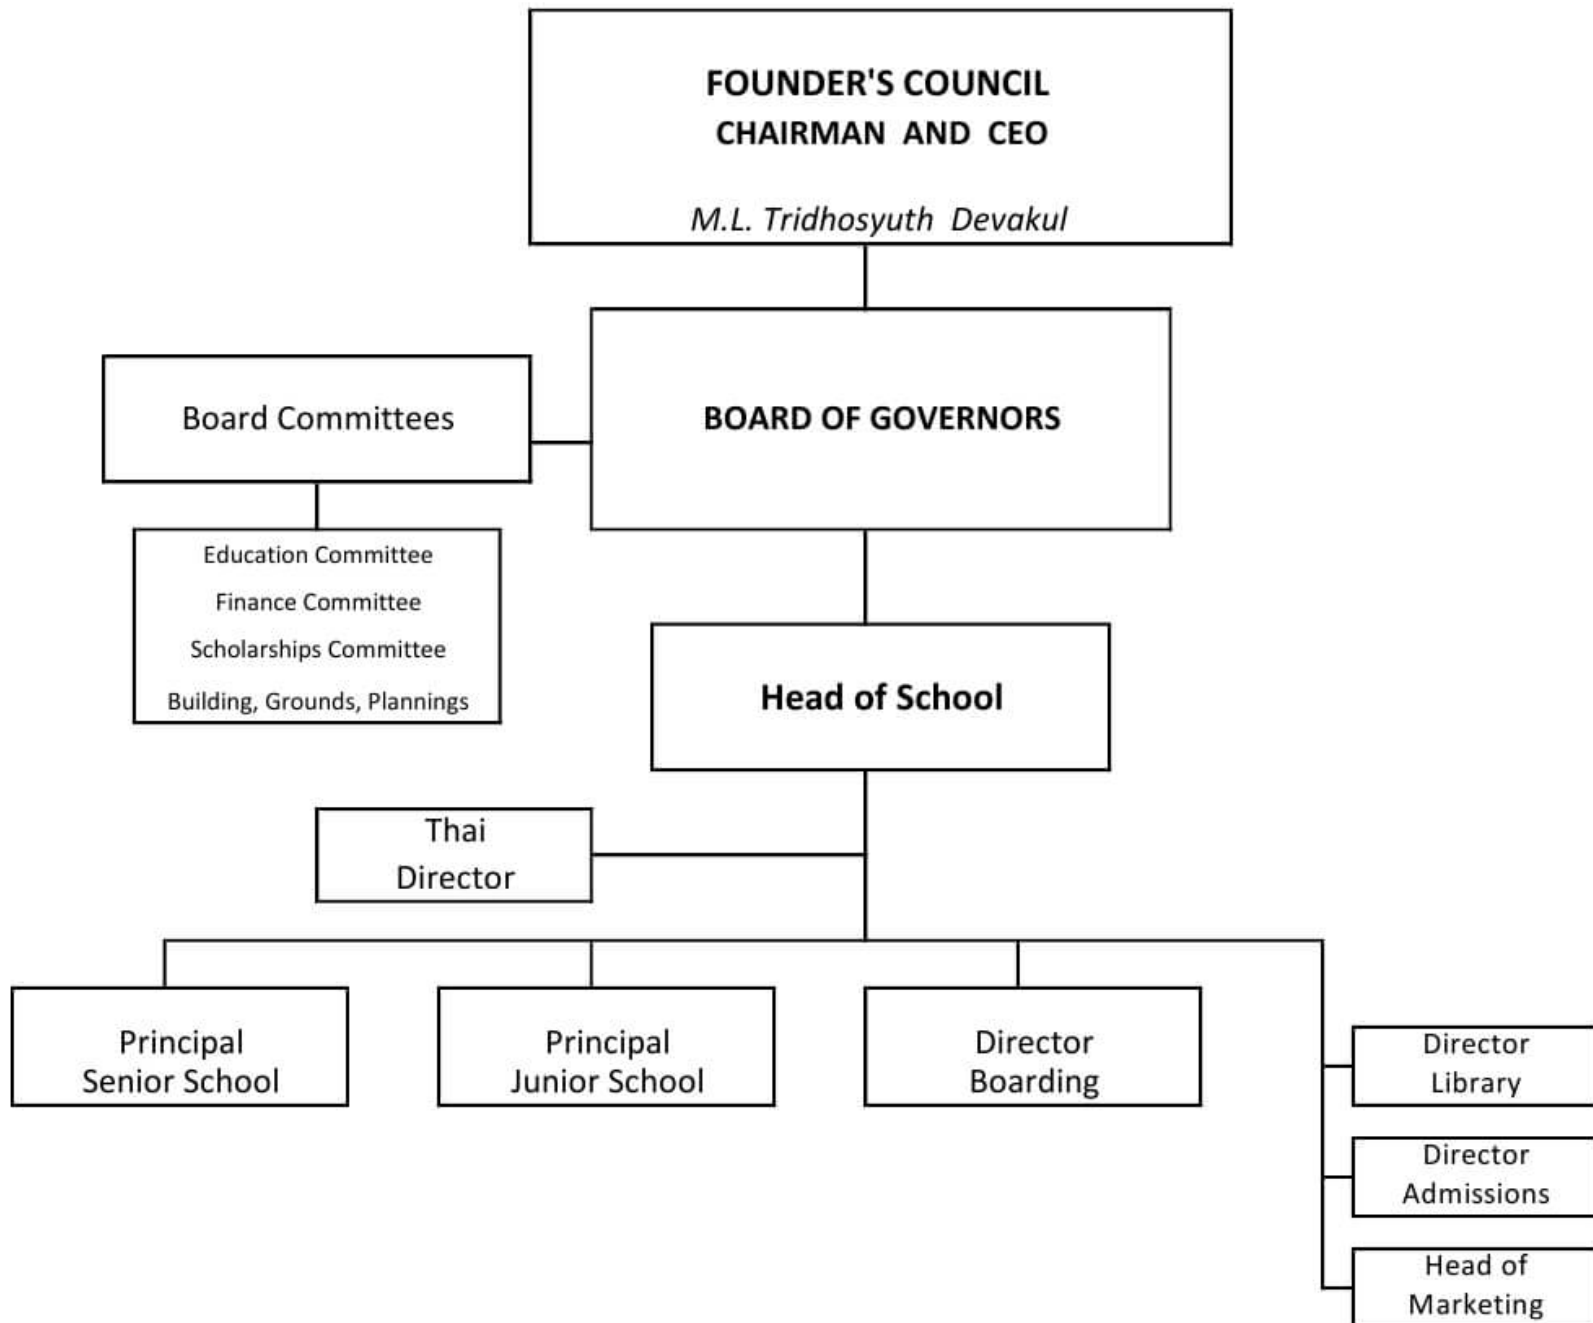 FOUNDER'S COUNCIL
CHAIRMAN AND CEO
M.L. Tridhosyuth Devakul
Board Committees
BOARD OF GOVERNORS
Education Committee
Finance Committee
Scholarships Committee
Building, Grounds, Plannings
Head of School
Thai
Director
Principal
Senior School
Principal
Junior School
Director
Boarding
Director
Library
Director
Admissions
Head of
Marketing